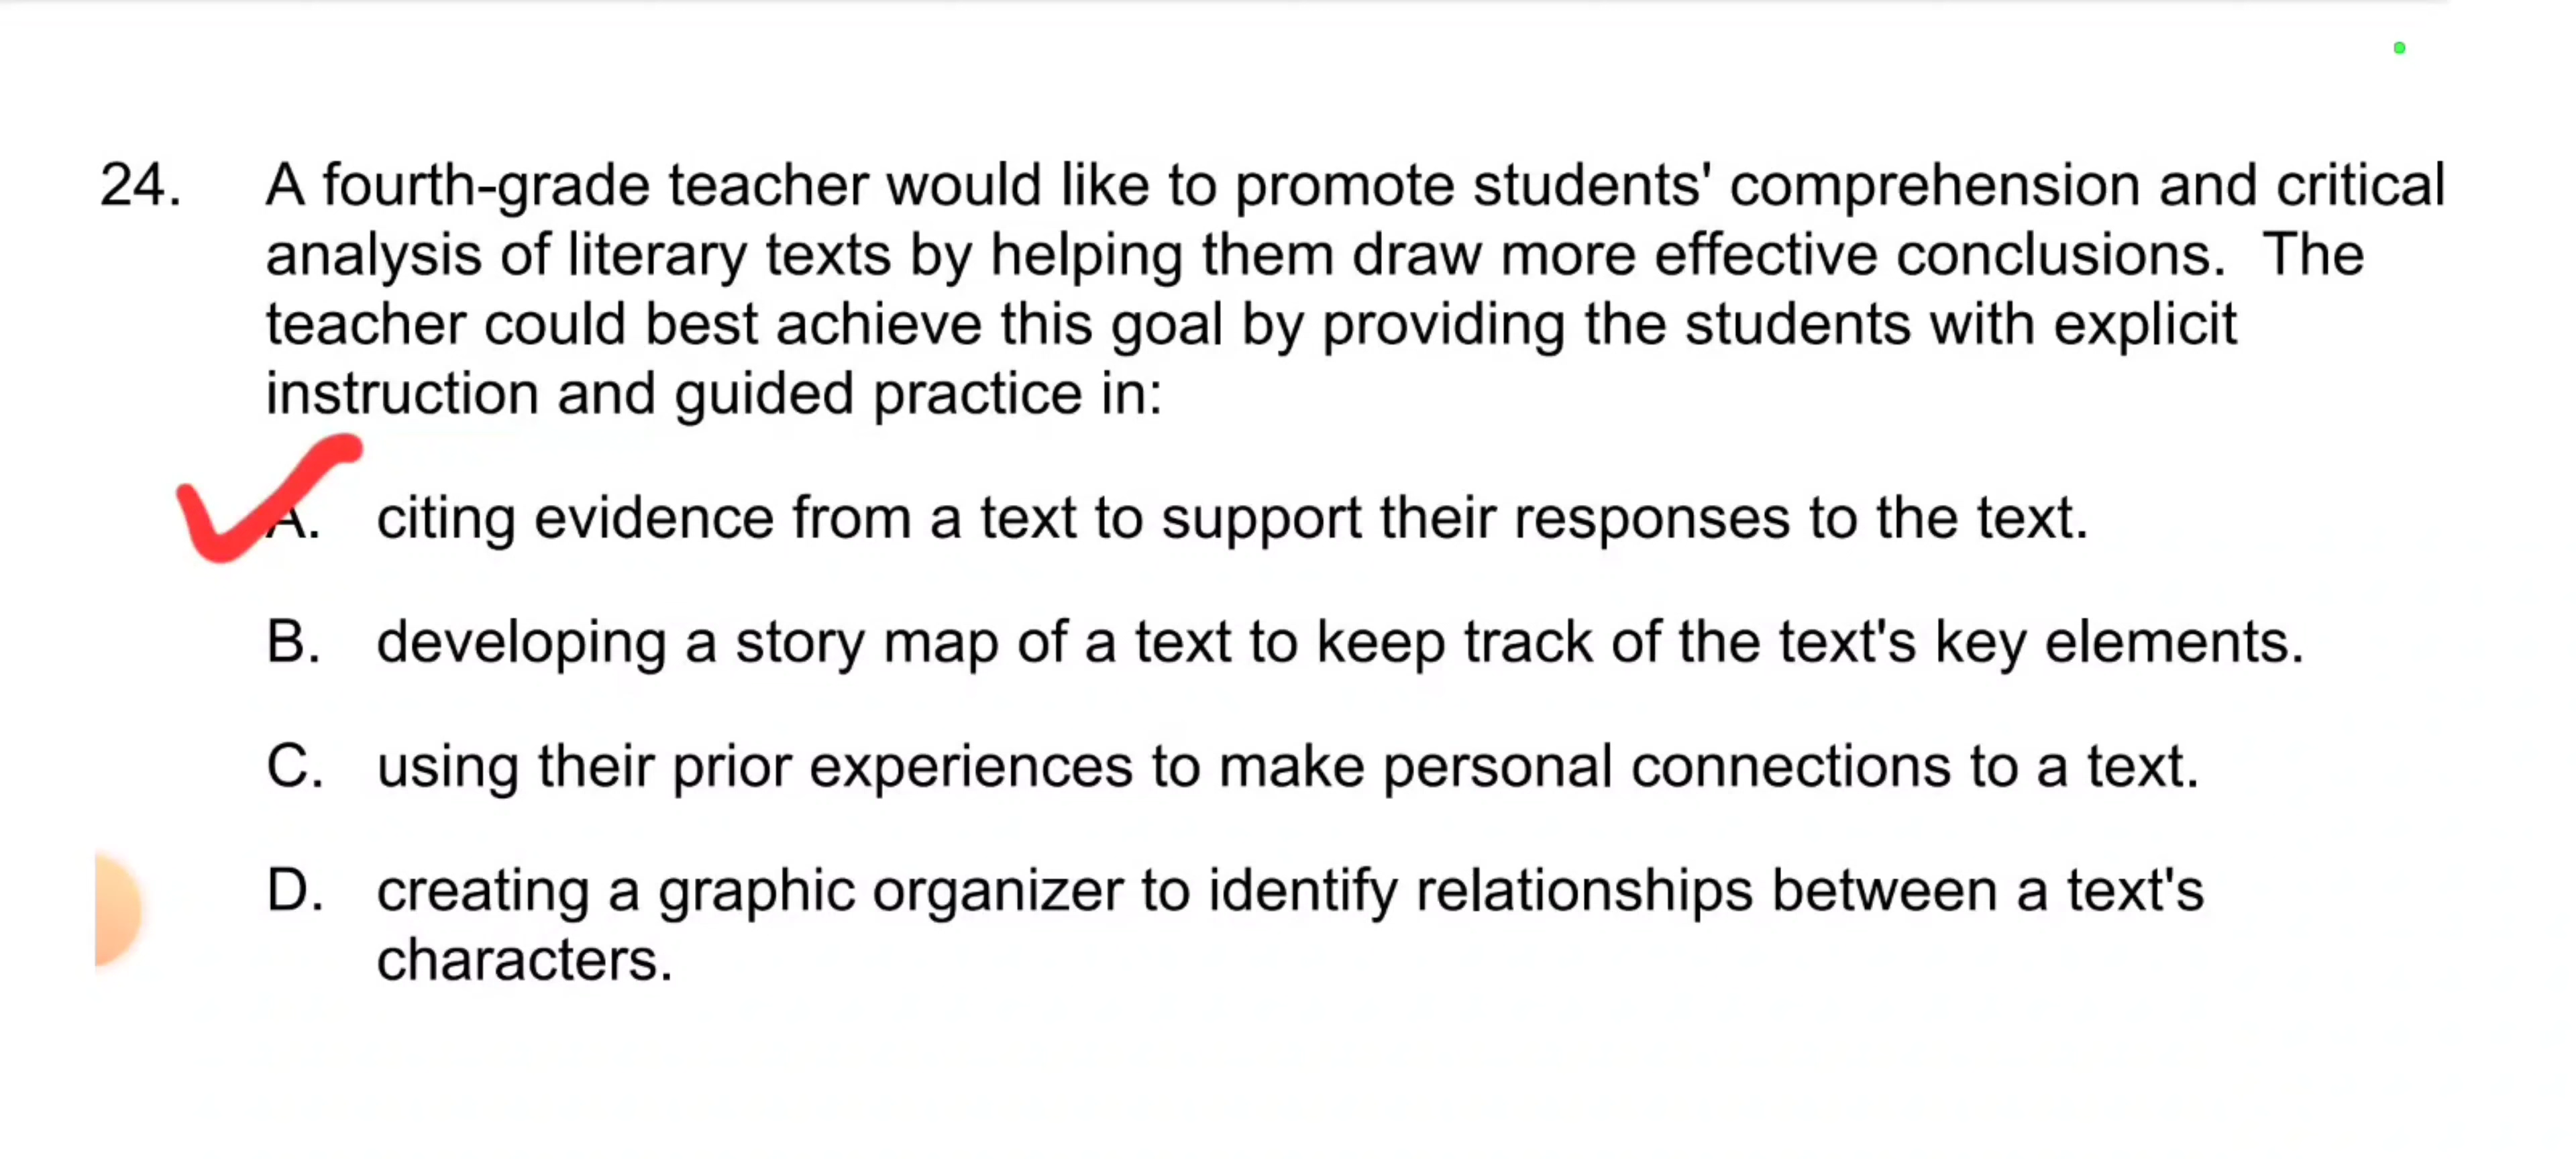 24. A fourth-grade teacher would like to promote students' comprehension and critical
analysis of literary texts by helping them draw more effective conclusions. The
teacher could best achieve this goal by providing the students with explicit
instruction and guided practice in:
A. citing evidence from a text to support their responses to the text.
B. developing a story map of a text to keep track of the text's key elements.
C. using their prior experiences to make personal connections to a text.
D. creating a graphic organizer to identify relationships between a text's
characters.